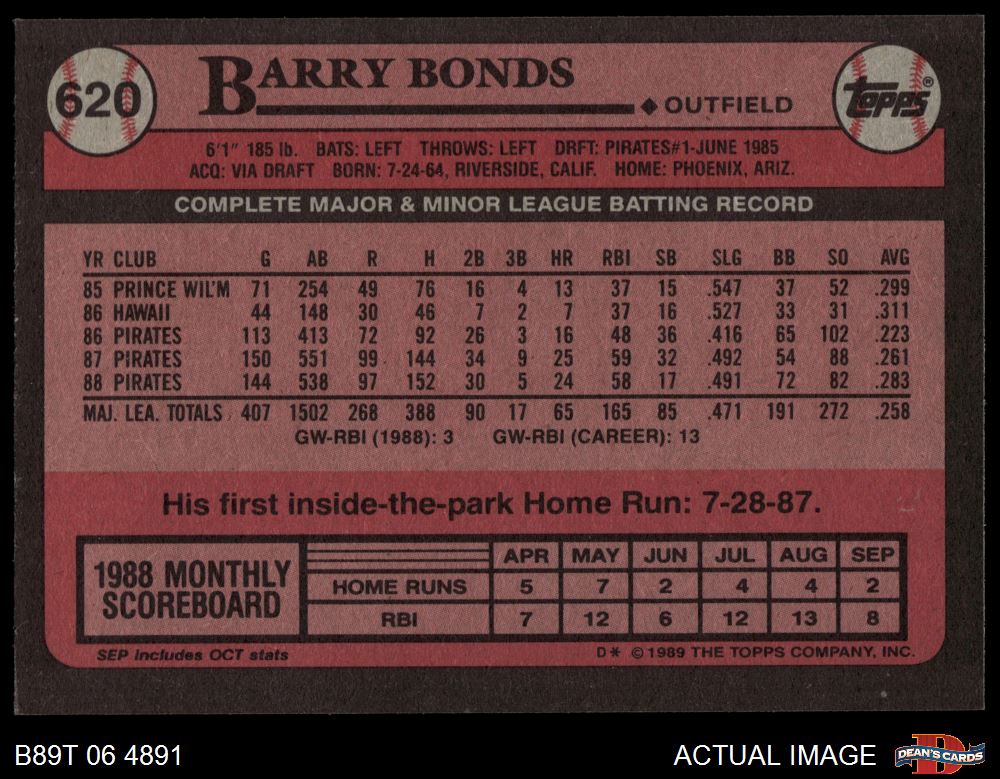 620
BARRY BONDS
◆ OUTFIELD
Topps®
6'1" 185 lb. BATS: LEFT THROWS: LEFT DRFT: PIRATES#1-JUNE 1985
ACQ: VIA DRAFT BORN: 7-24-64, RIVERSIDE, CALIF. HOME: PHOENIX, ARIZ.
COMPLETE MAJOR & MINOR LEAGUE BATTING RECORD
YR CLUB G AB R H 2B 3B HR RBI SB SLG BB SO AVG
85 PRINCE WIL'M 71 254 49 76 16 4 13 37 15 .547 37 52 .299
86 HAWAII 44 148 30 46 7 2 7 37 16 .527 33 31 .311
86 PIRATES 113 413 72 92 26 3 16 48 36 .416 65 102 .223
87 PIRATES 150 551 99 144 34 9 25 59 32 .492 54 88 .261
88 PIRATES 144 538 97 152 30 5 24 58 17 .491 72 82 .283
MAJ. LEA. TOTALS 407 1502 268 388 90 17 65 165 85 .471 191 272 .258
GW-RBI (1988): 3 GW-RBI (CAREER): 13
His first inside-the-park Home Run: 7-28-87.
1988 MONTHLY
SCOREBOARD
APR MAY JUN JUL AUG SEP
HOME RUNS 5 7 2 4 4 2
RBI 7 12 6 12 13 8
SEP includes OCT stats
D* ©1989 THE TOPPS COMPANY, INC.
B89T 06 4891
ACTUAL IMAGE
D
DEAN'S CARDS